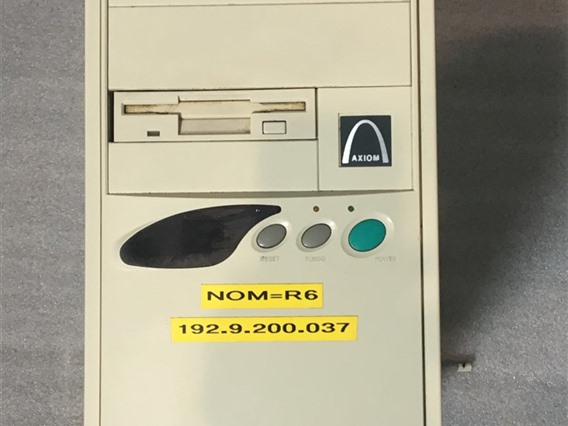 AXIOM
RESET TURBO POWER
NOM=R6
192.9.200.037